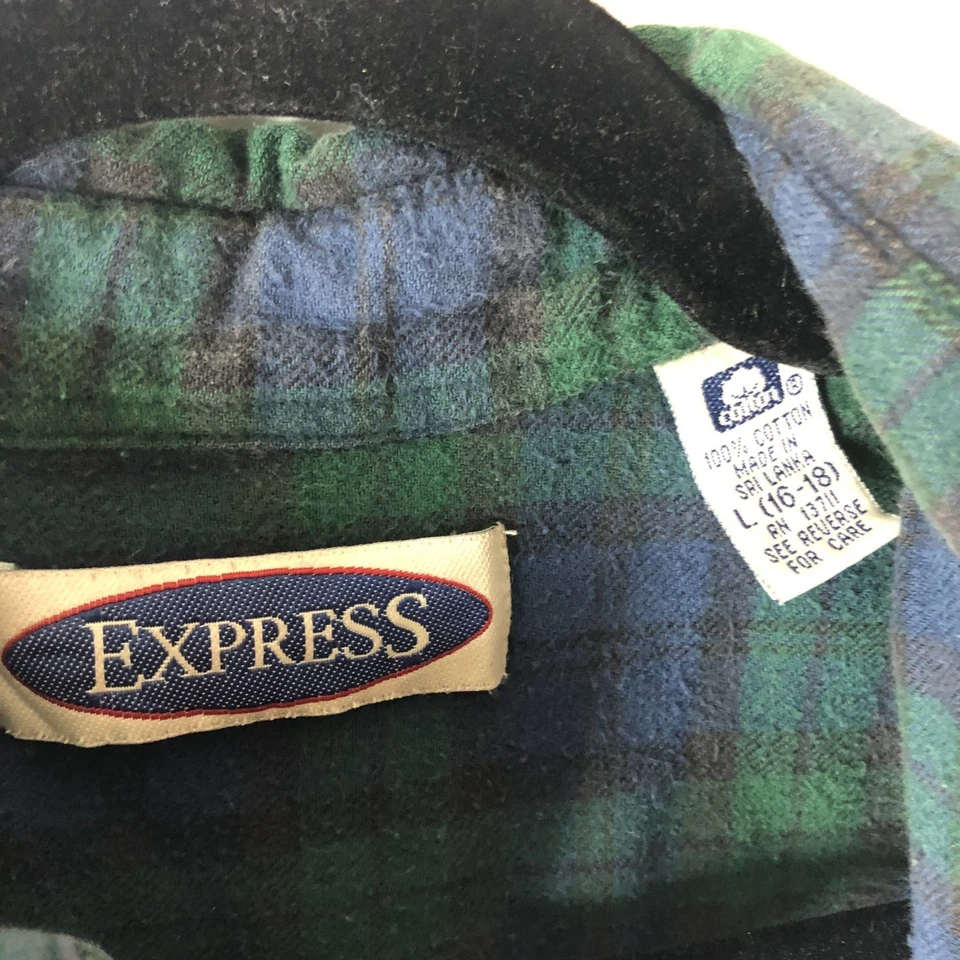 EXPRESS
cotton
®
100% COTTON
MADE IN
SRI LANKA
L (16-18)
RN 13711
SEE REVERSE
FOR CARE